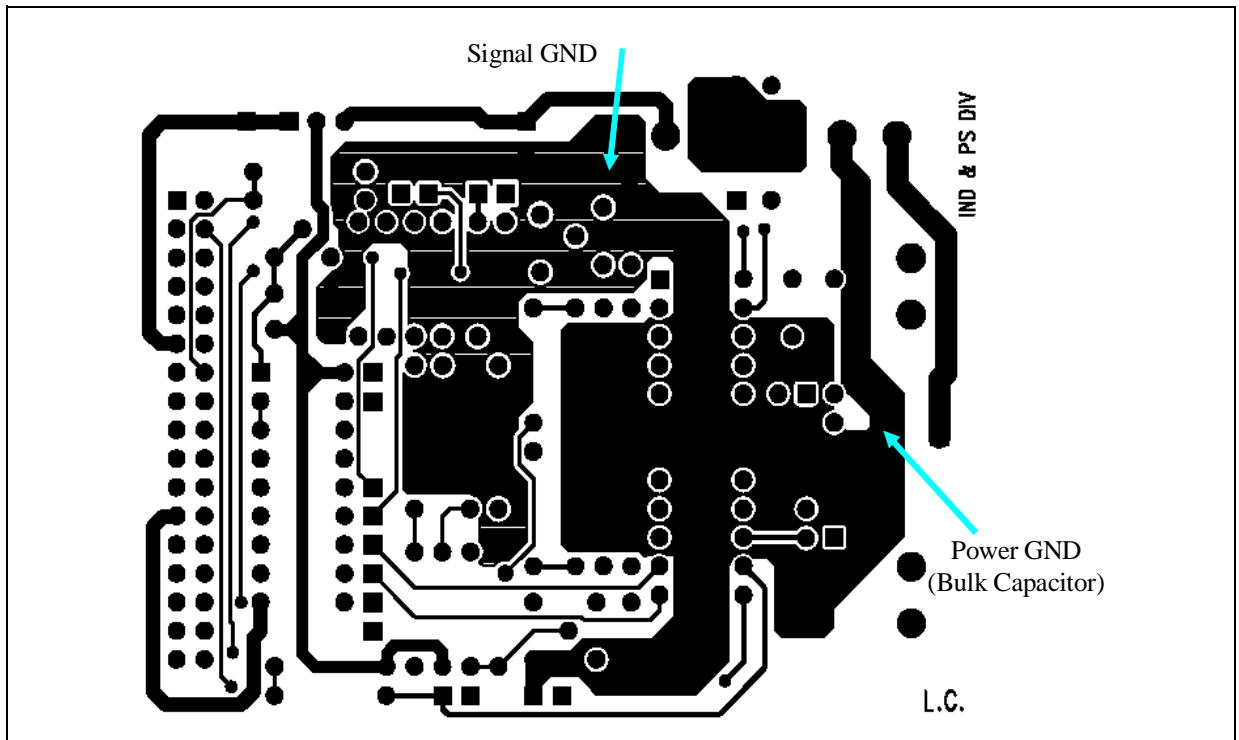 Signal GND
IND & PS DIV
Power GND
(Bulk Capacitor)
L.C.